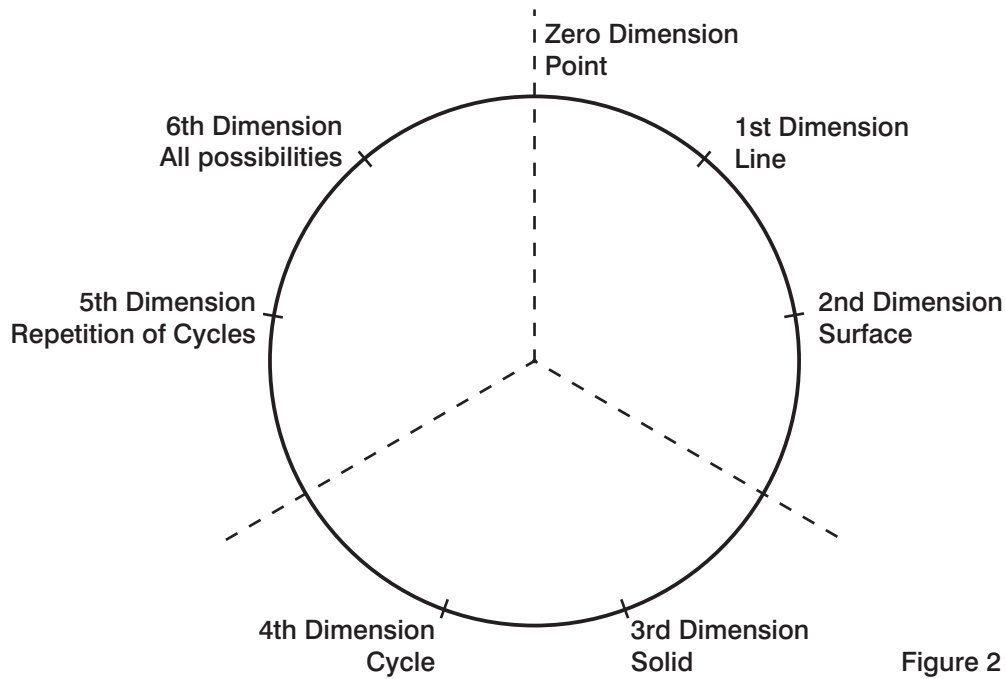 Zero Dimension
Point
1st Dimension
Line
2nd Dimension
Surface
3rd Dimension
Solid
4th Dimension
Cycle
5th Dimension
Repetition of Cycles
6th Dimension
All possibilities
Figure 2